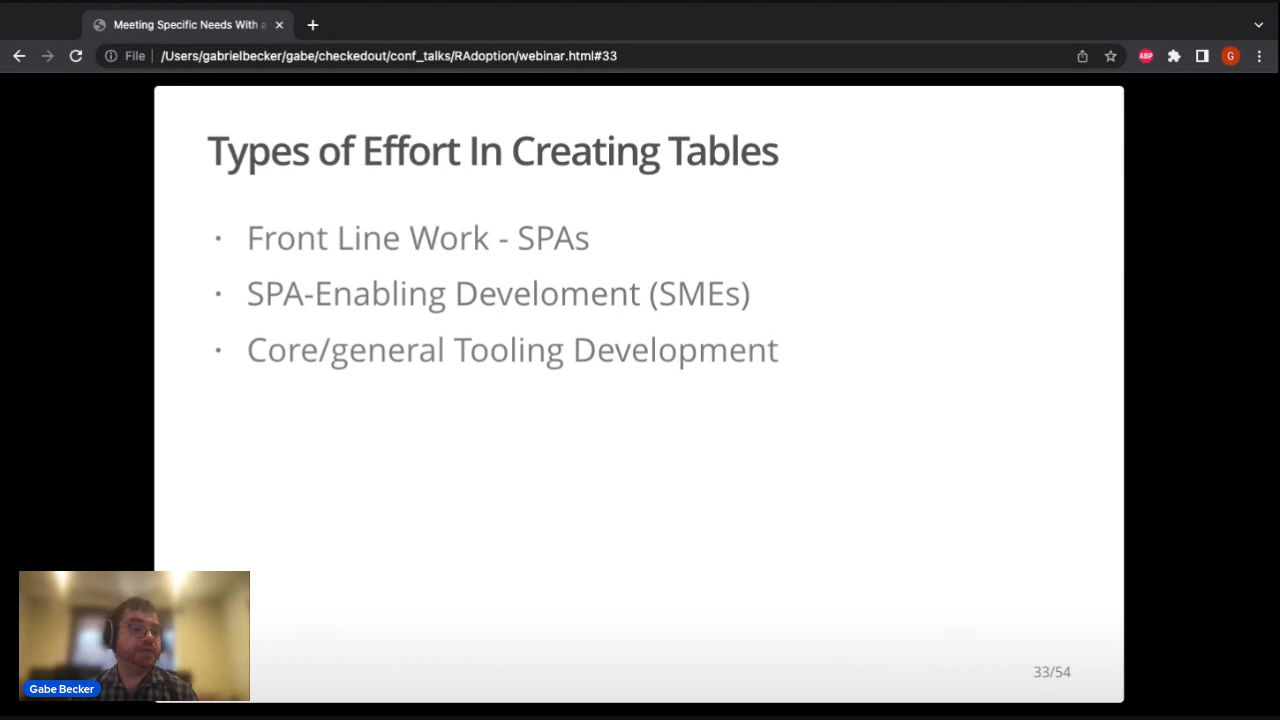 Meeting Specific Needs With a
File
/Users/gabrielbecker/gabe/checkedout/conf_talks/RAdoption/webinar.html#33
ABP
G
Types of Effort In Creating Tables
· Front Line Work - SPAs
· SPA-Enabling Develoment (SMEs)
· Core/general Tooling Development
33/54
Gabe Becker